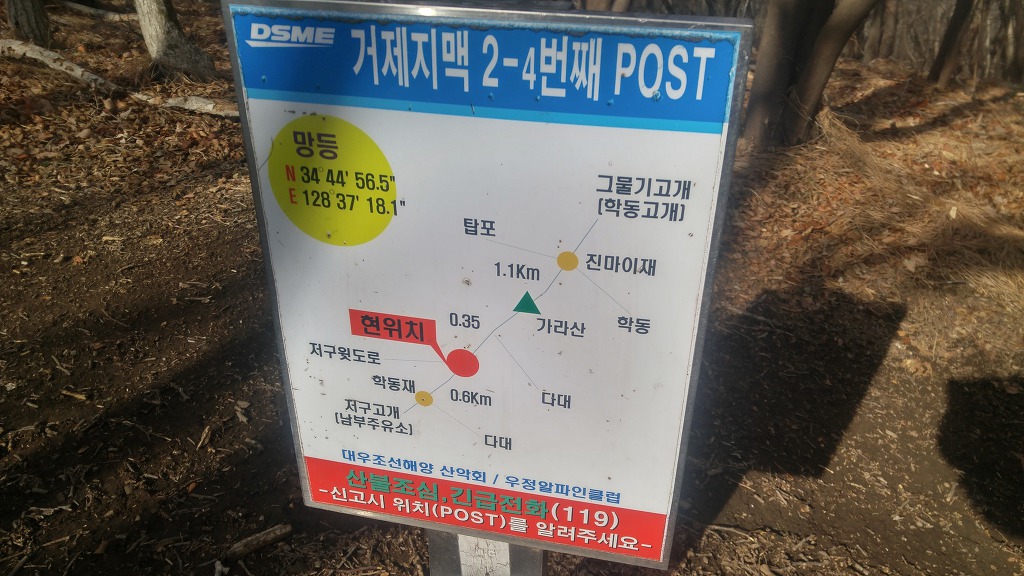 DSME
거제지맥 2-4번째 POST
망등
N 34 44' 56.5"
E 128 37' 18.1"
그물기고개
(학동고개)
탑포
진마이재
1.1Km
학동
가라산
0.35
현위치
저구윗도로
학동재
0.6Km
다대
저구고개
(남부주유소)
다대
대우조선해양 산악회 / 우정알파인클럽
산불조심,긴급전화(119)
-신고시 위치(POST)를 알려주세요-